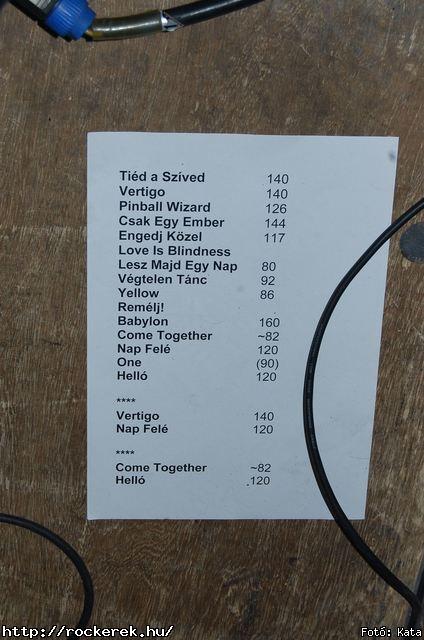 Tiéd a Szíved 140
Vertigo 140
Pinball Wizard 126
Csak Egy Ember 144
Engedj Közel 117
Love Is Blindness
Lesz Majd Egy Nap 80
Végtelen Tánc 92
Yellow 86
Remélj!
Babylon 160
Come Together ~82
Nap Felé 120
One (90)
Helló 120
****
Vertigo 140
Nap Felé 120
****
Come Together ~82
Helló 120
http://rockerek.hu/
Fotó: Kata